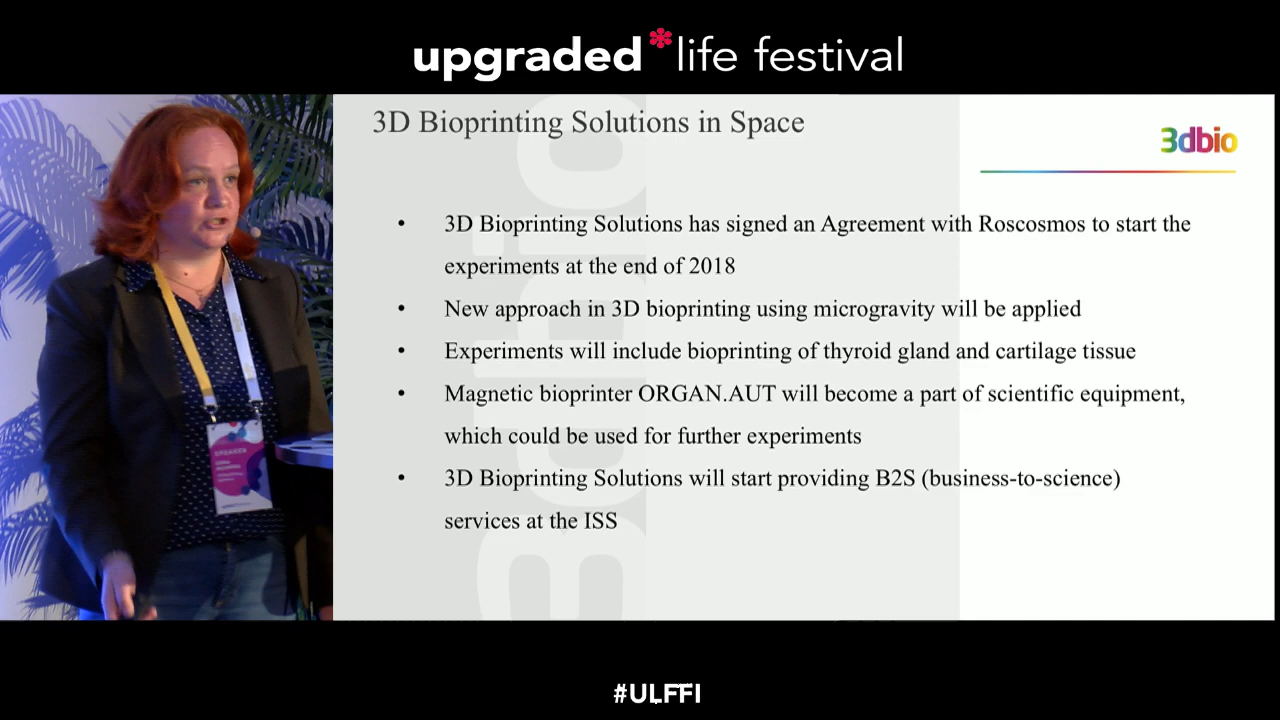 upgraded*life festival
3D Bioprinting Solutions in Space
3dbio
• 3D Bioprinting Solutions has signed an Agreement with Roscosmos to start the
experiments at the end of 2018
• New approach in 3D bioprinting using microgravity will be applied
• Experiments will include bioprinting of thyroid gland and cartilage tissue
• Magnetic bioprinter ORGAN.AUT will become a part of scientific equipment,
which could be used for further experiments
• 3D Bioprinting Solutions will start providing B2S (business-to-science)
services at the ISS
#ULFFI